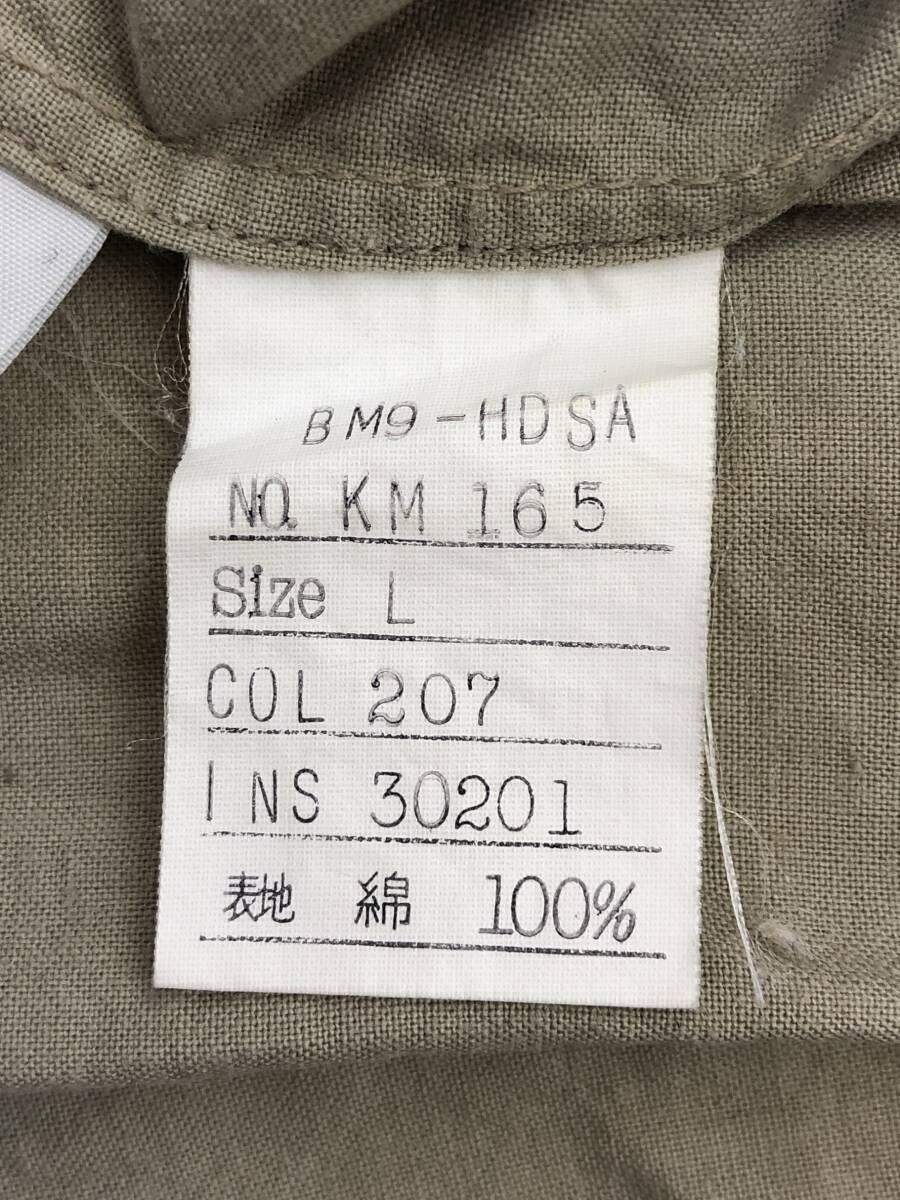 BM9-HDSA
NO. KM 165
Size L
COL 207
INS 30201
表地 綿 100%